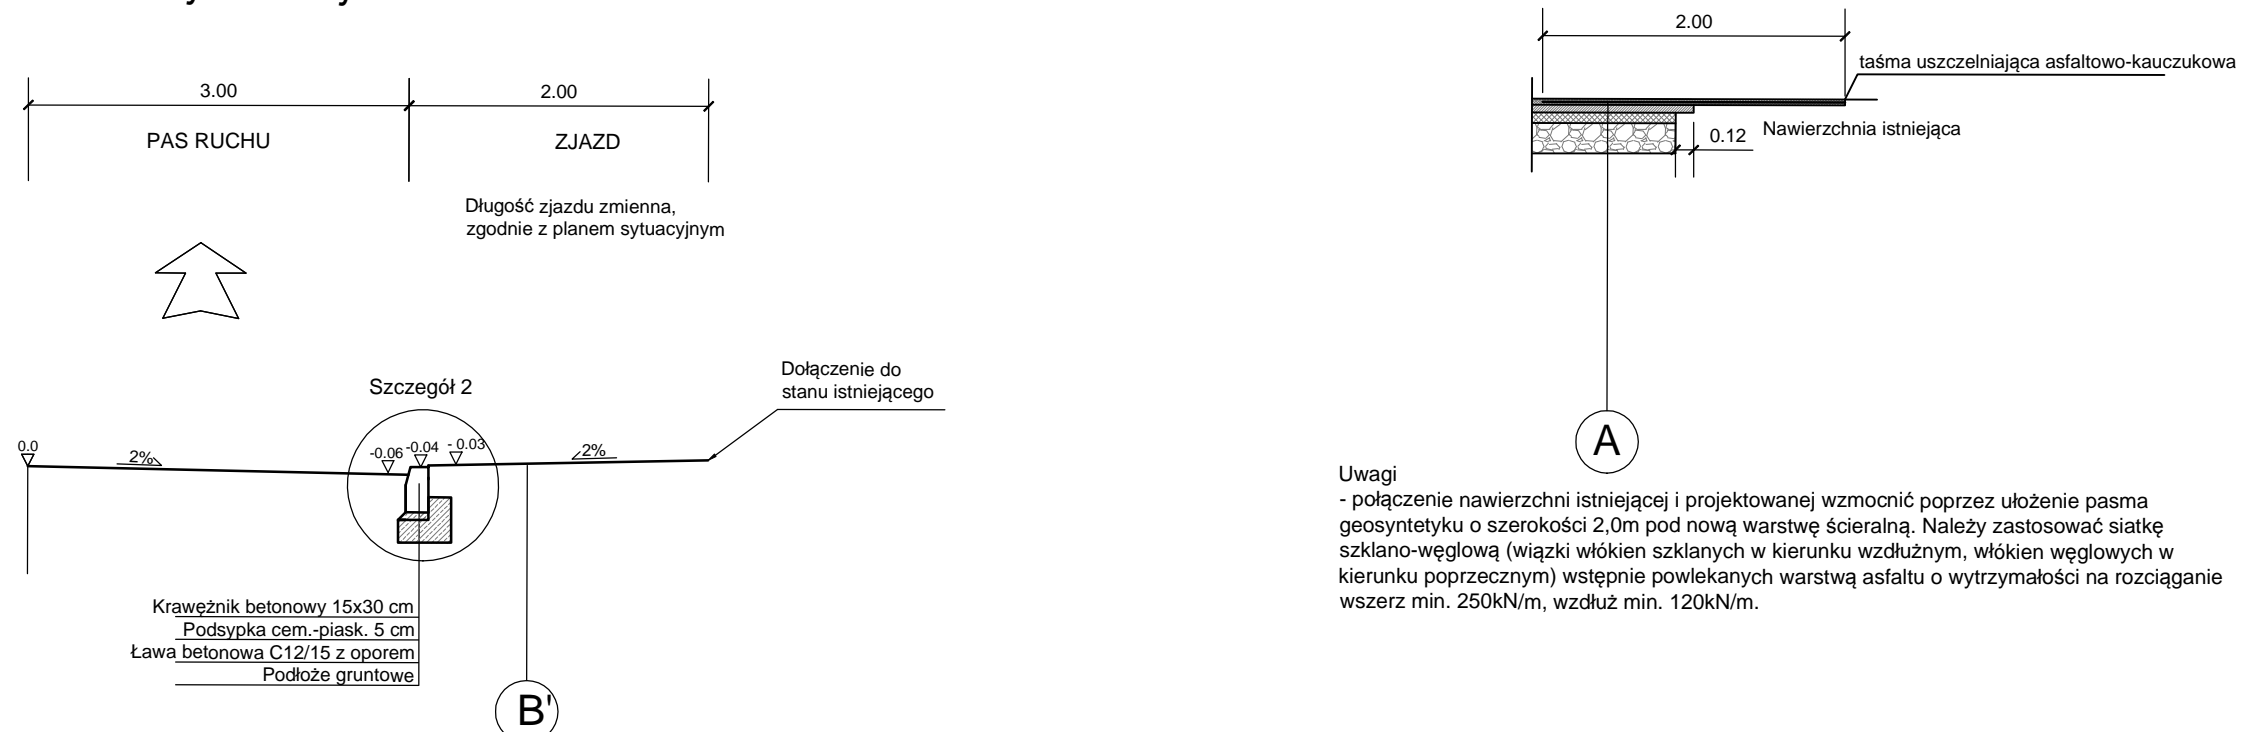 3.00
2.00
PAS RUCHU
ZJAZD
Długość zjazdu zmienna,
zgodnie z planem sytuacyjnym
Szczegół 2
Dołączenie do
stanu istniejącego
0.0
2%
-0.06
-0.04
- 0.03
2%
Krawężnik betonowy 15x30 cm
Podsypka cem.-piask. 5 cm
Ława betonowa C12/15 z oporem
Podłoże gruntowe
B'
2.00
taśma uszczelniająca asfaltowo-kauczukowa
0.12
Nawierzchnia istniejąca
A
Uwagi
- połączenie nawierzchni istniejącej i projektowanej wzmocnić poprzez ułożenie pasma
geosyntetyku o szerokości 2,0m pod nową warstwę ścieralną. Należy zastosować siatkę
szklano-węglową (wiązki włókien szklanych w kierunku wzdłużnym, włókien węglowych w
kierunku poprzecznym) wstępnie powlekanych warstwą asfaltu o wytrzymałości na rozciąganie
wszerz min. 250kN/m, wzdłuż min. 120kN/m.